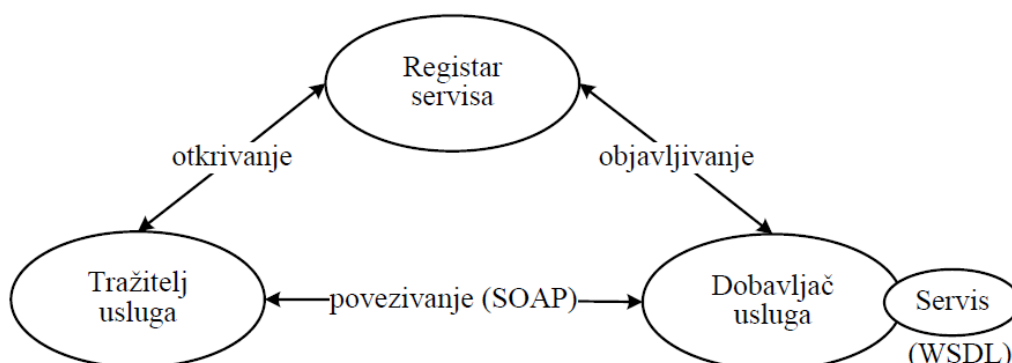 Registar
servisa
otkrivanje
objavljivanje
Tražitelj
usluga
povezivanje (SOAP)
Dobavljač
usluga
Servis
(WSDL)